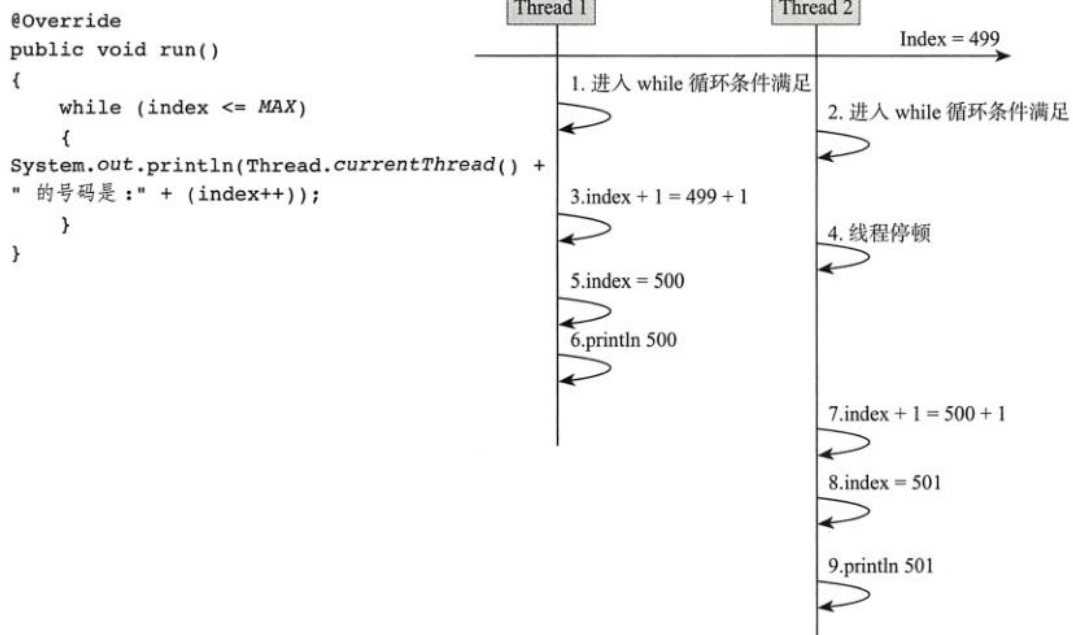 @Override
public void run()
{
while (index <= MAX)
{
System.out.println(Thread.currentThread() +
" 的号码是:" + (index++));
}
}
Thread 1
Thread 2
Index = 499
1. 进入 while 循环条件满足
2. 进入 while 循环条件满足
3.index + 1 = 499 + 1
4. 线程停顿
5.index = 500
6.println 500
7.index + 1 = 500 + 1
8.index = 501
9.println 501